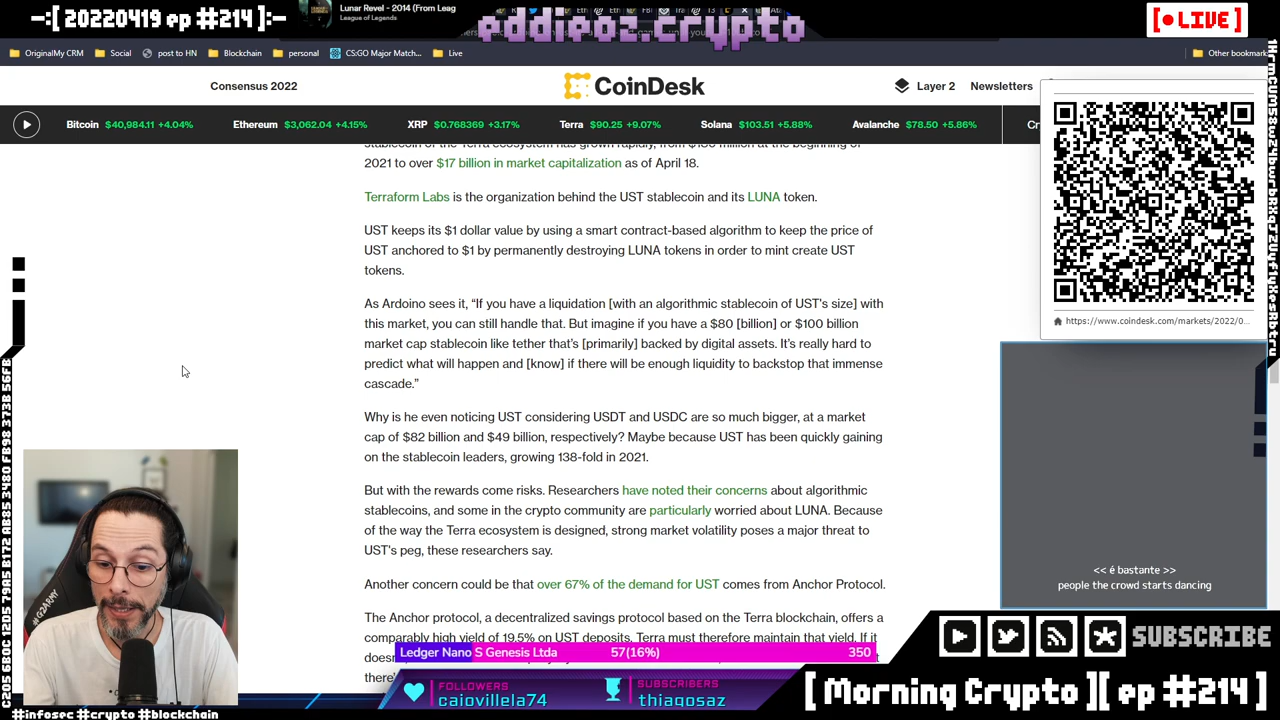 -:[ 20220419 ep #214 ]:-
Lunar Revel - 2014 (From Leag
League of Legends
eddieoz.crypto
[ ● LIVE ]
OriginalMy CRM
Social
post to HN
Blockchain
personal
CS:GO Major Match...
Live
Other bookmark
Consensus 2022
CoinDesk
Layer 2
Newsletters
Bitcoin $40,984.11 +4.04%
Ethereum $3,062.04 +4.15%
XRP $0.768369 +3.17%
Terra $90.25 +9.07%
Solana $103.51 +5.88%
Avalanche $78.50 +5.86%
Cr
2021 to over $17 billion in market capitalization as of April 18.
Terraform Labs is the organization behind the UST stablecoin and its LUNA token.
UST keeps its $1 dollar value by using a smart contract-based algorithm to keep the price of
UST anchored to $1 by permanently destroying LUNA tokens in order to mint create UST
tokens.
As Ardoino sees it, “If you have a liquidation [with an algorithmic stablecoin of UST's size] with
this market, you can still handle that. But imagine if you have a $80 [billion] or $100 billion
market cap stablecoin like tether that's [primarily] backed by digital assets. It's really hard to
predict what will happen and [know] if there will be enough liquidity to backstop that immense
cascade.”
Why is he even noticing UST considering USDT and USDC are so much bigger, at a market
cap of $82 billion and $49 billion, respectively? Maybe because UST has been quickly gaining
on the stablecoin leaders, growing 138-fold in 2021.
But with the rewards come risks. Researchers have noted their concerns about algorithmic
stablecoins, and some in the crypto community are particularly worried about LUNA. Because
of the way the Terra ecosystem is designed, strong market volatility poses a major threat to
UST's peg, these researchers say.
Another concern could be that over 67% of the demand for UST comes from Anchor Protocol.
The Anchor protocol, a decentralized savings protocol based on the Terra blockchain, offers a
comparably high yield of 19.5% on UST deposits. Terra must therefore maintain that yield. If it
https://www.coindesk.com/markets/2022/0...
<< é bastante >>
people the crowd starts dancing
#G2ARMY
Ledger Nano S Genesis Ltda 57(16%) 350
FOLLOWERS
caiovillela74
SUBSCRIBERS
thiagosaz
SUBSCRIBE
[ Morning Crypto ][ ep #214 ]
#infosec #crypto #blockchain